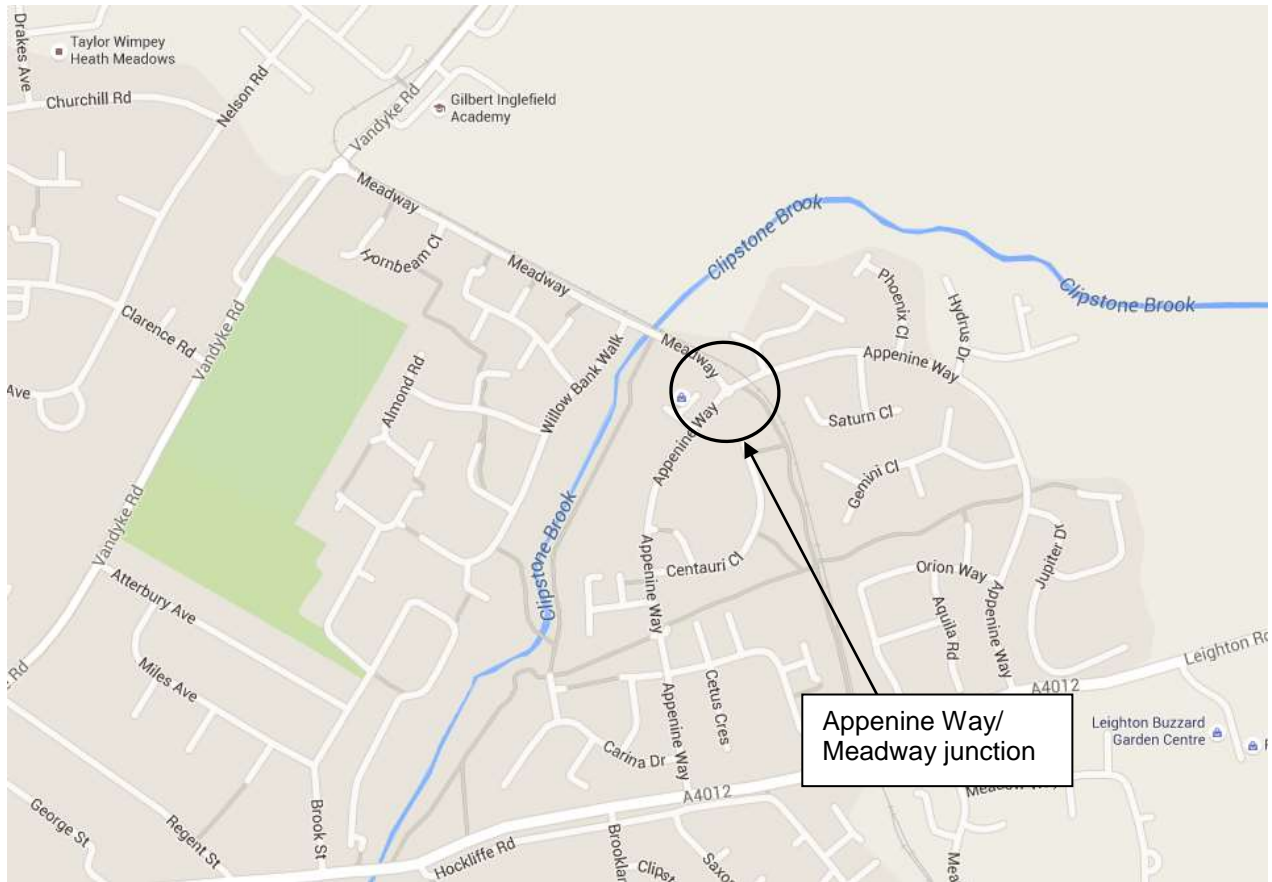 Drakes Ave
Taylor Wimpey
Heath Meadows
Churchill Rd
Nelson Rd
Vandyke Rd
Gilbert Inglefield
Academy
Meadway
Hornbeam Cl
Meadway
Clipstone Brook
Clipstone Brook
Phoenix Cl
Hydrus Dr
Clarence Rd
Vandyke Rd
Meadway
Appenine Way
Ave
Almond Rd
Willow Bank Walk
Appenine Way
Saturn Cl
Gemini Cl
Vandyke Rd
Clipstone Brook
Appenine Way
Centauri Cl
Orion Way
Appenine Way
Jupiter Dr
Atterbury Ave
Aquila Rd
Miles Ave
Rd
Appenine Way
Cetus Cres
Leighton Rd
A4012
Appenine Way/
Meadway junction
Leighton Buzzard
Garden Centre
Carina Dr
A4012
George St
Regent St
Brook St
Hockliffe Rd